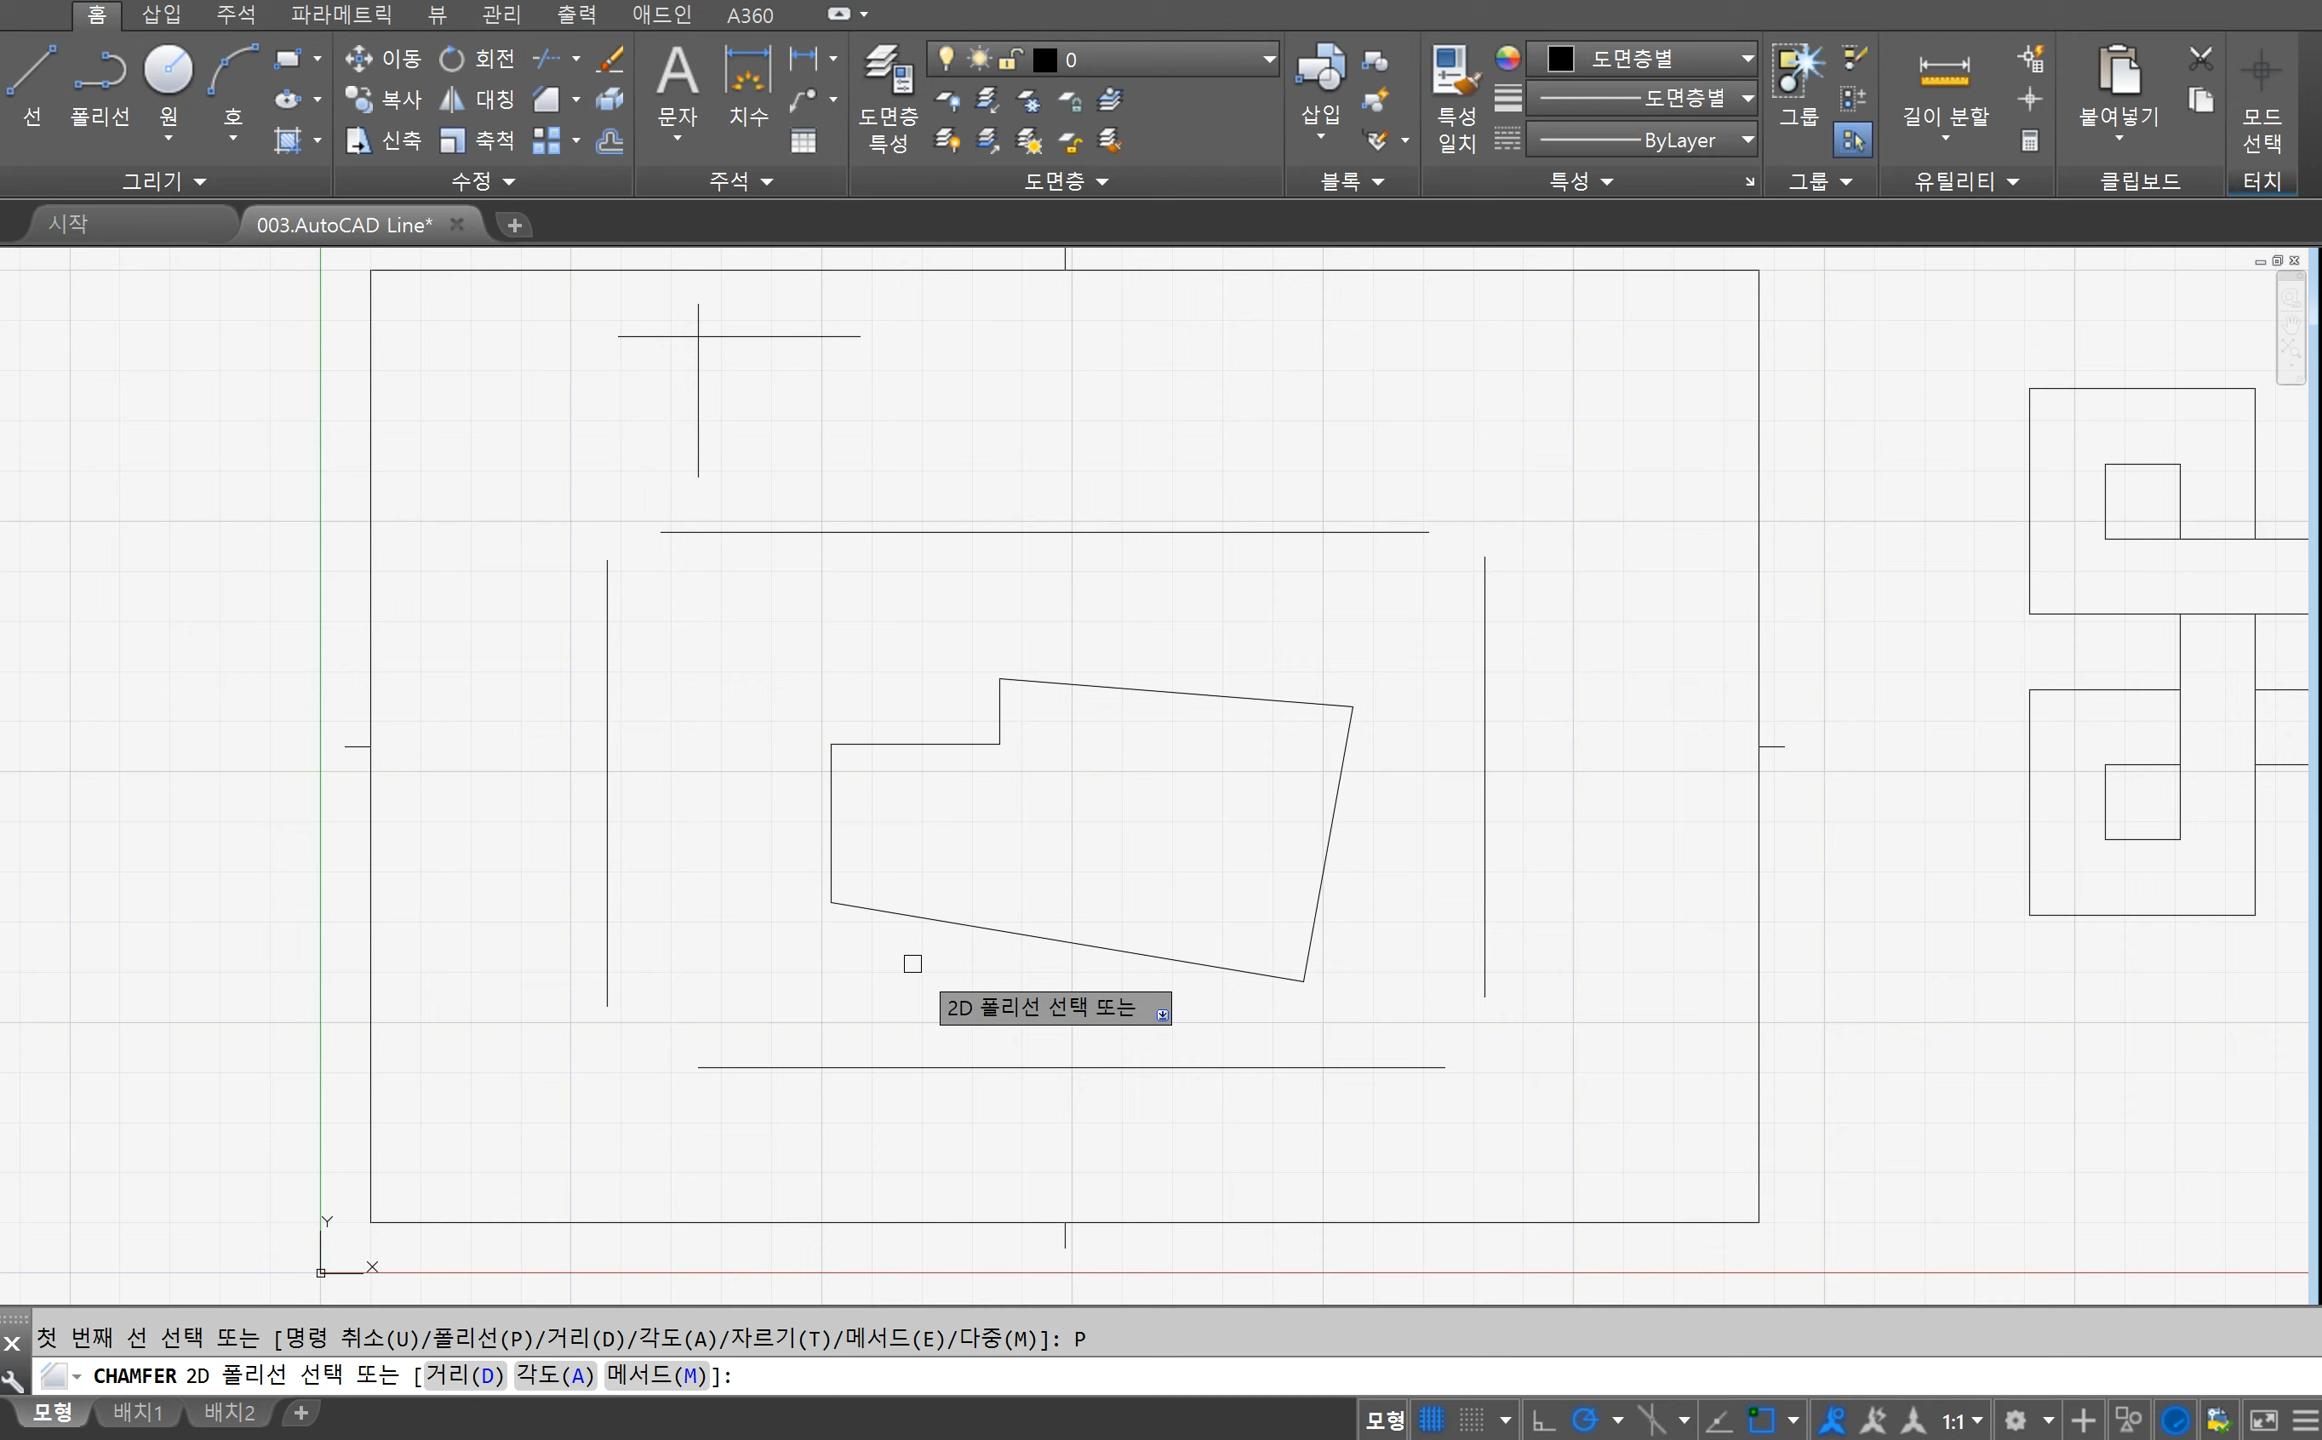 홈 삽입 주석 파라메트릭 뷰 관리 출력 애드인 A360
선 폴리선 원 호
이동 회전
복사 대칭
신축 축척
문자 치수
도면층 특성
0
삽입
특성 일치
도면층별
도면층별
ByLayer
그룹
길이 분할
붙여넣기
모드 선택
그리기 수정 주석 도면층 블록 특성 그룹 유틸리티 클립보드 터치
시작 003.AutoCAD Line*
2D 폴리선 선택 또는
Y
X
첫 번째 선 선택 또는 [명령 취소(U)/폴리선(P)/거리(D)/각도(A)/자르기(T)/메서드(E)/다중(M)]: P
CHAMFER 2D 폴리선 선택 또는 [거리(D) 각도(A) 메서드(M)]:
모형 배치1 배치2
모형 1:1